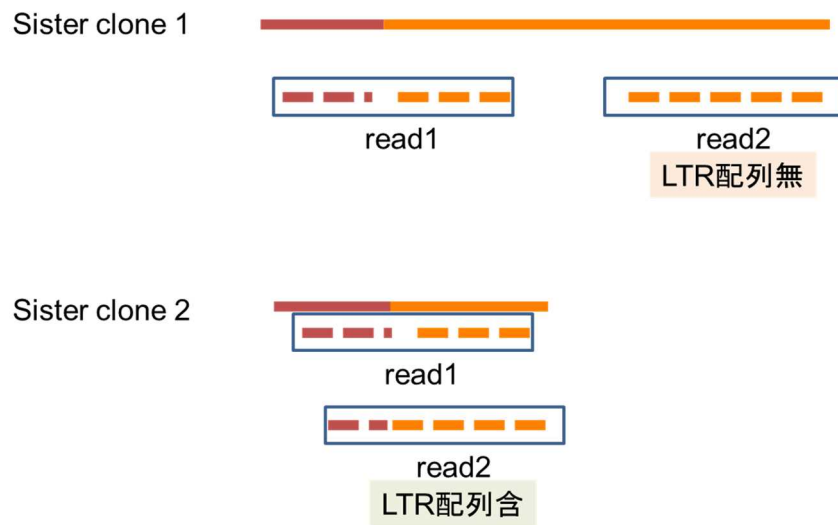 Sister clone 1
read1
read2
LTR配列無
Sister clone 2
read1
read2
LTR配列含